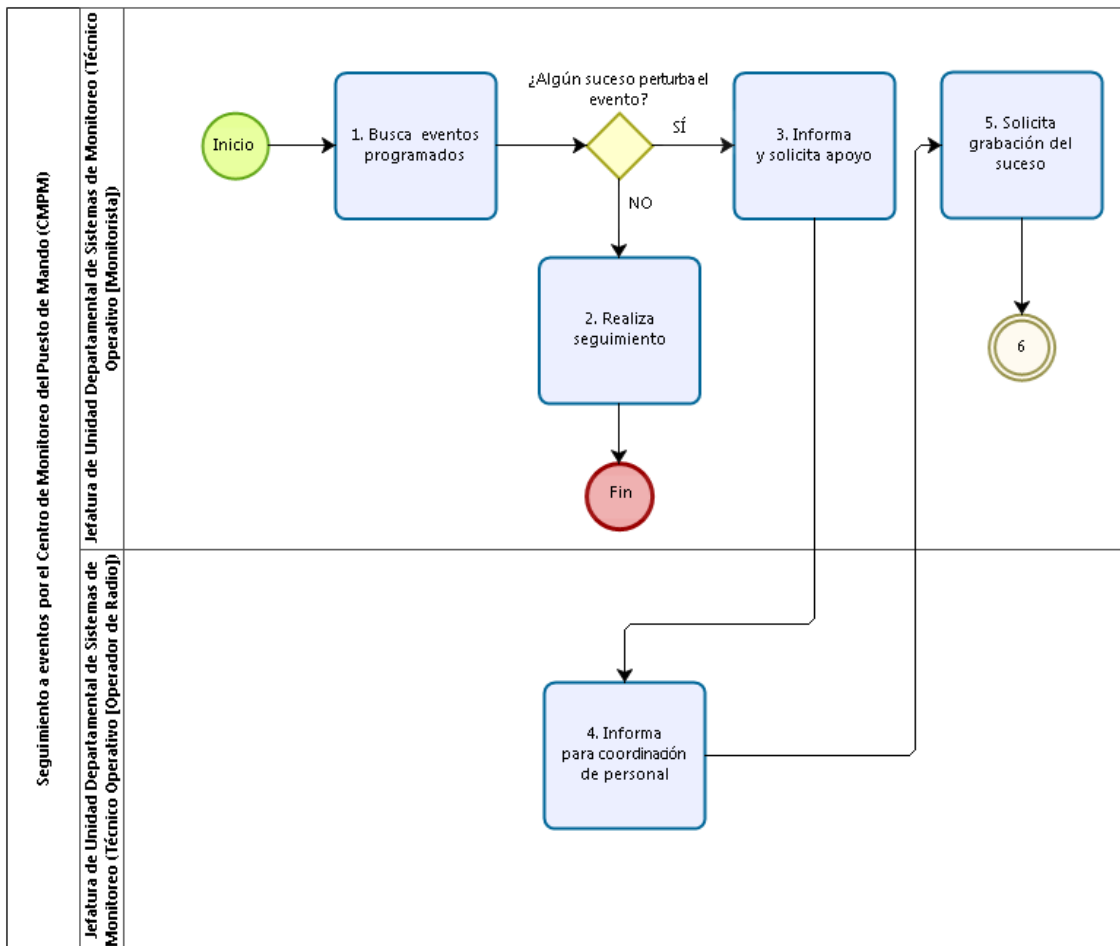 Seguimiento a eventos por el Centro de Monitoreo del Puesto de Mando (CMPM)
Jefatura de Unidad Departamental de Sistemas de Monitoreo (Técnico
Operativo [Monitorista])
Inicio
1. Busca eventos
programados
¿Algún suceso perturba el
evento?
SÍ
NO
2. Realiza
seguimiento
Fin
3. Informa
y solicita apoyo
5. Solicita
grabación del
suceso
6
Jefatura de Unidad Departamental de Sistemas de
Monitoreo (Técnico Operativo [Operador de Radio])
4. Informa
para coordinación
de personal